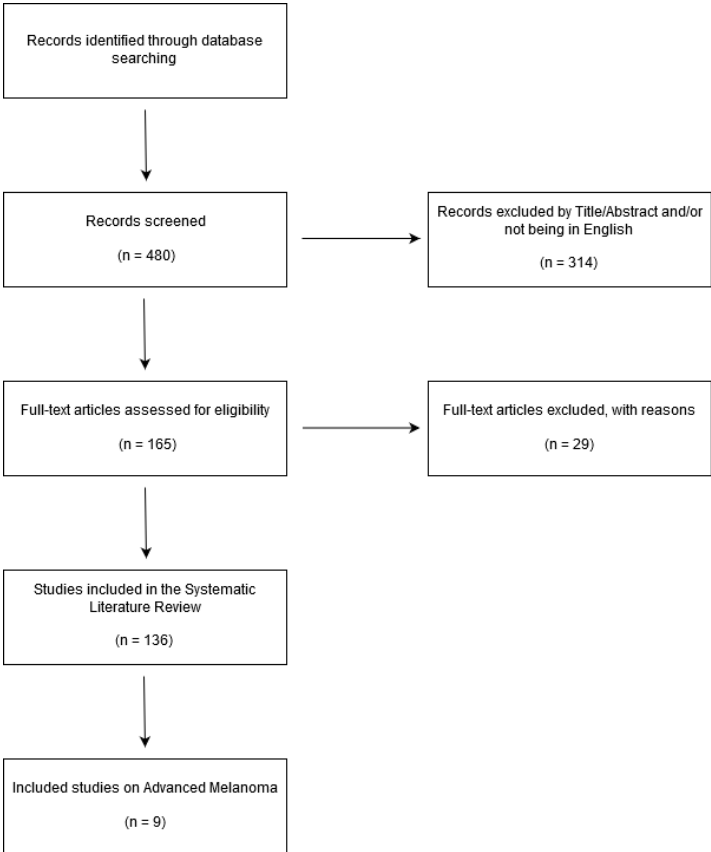 Records identified through database
searching
Records screened
(n = 480)
Records excluded by Title/Abstract and/or
not being in English
(n = 314)
Full-text articles assessed for eligibility
(n = 165)
Full-text articles excluded, with reasons
(n = 29)
Studies included in the Systematic
Literature Review
(n = 136)
Included studies on Advanced Melanoma
(n = 9)